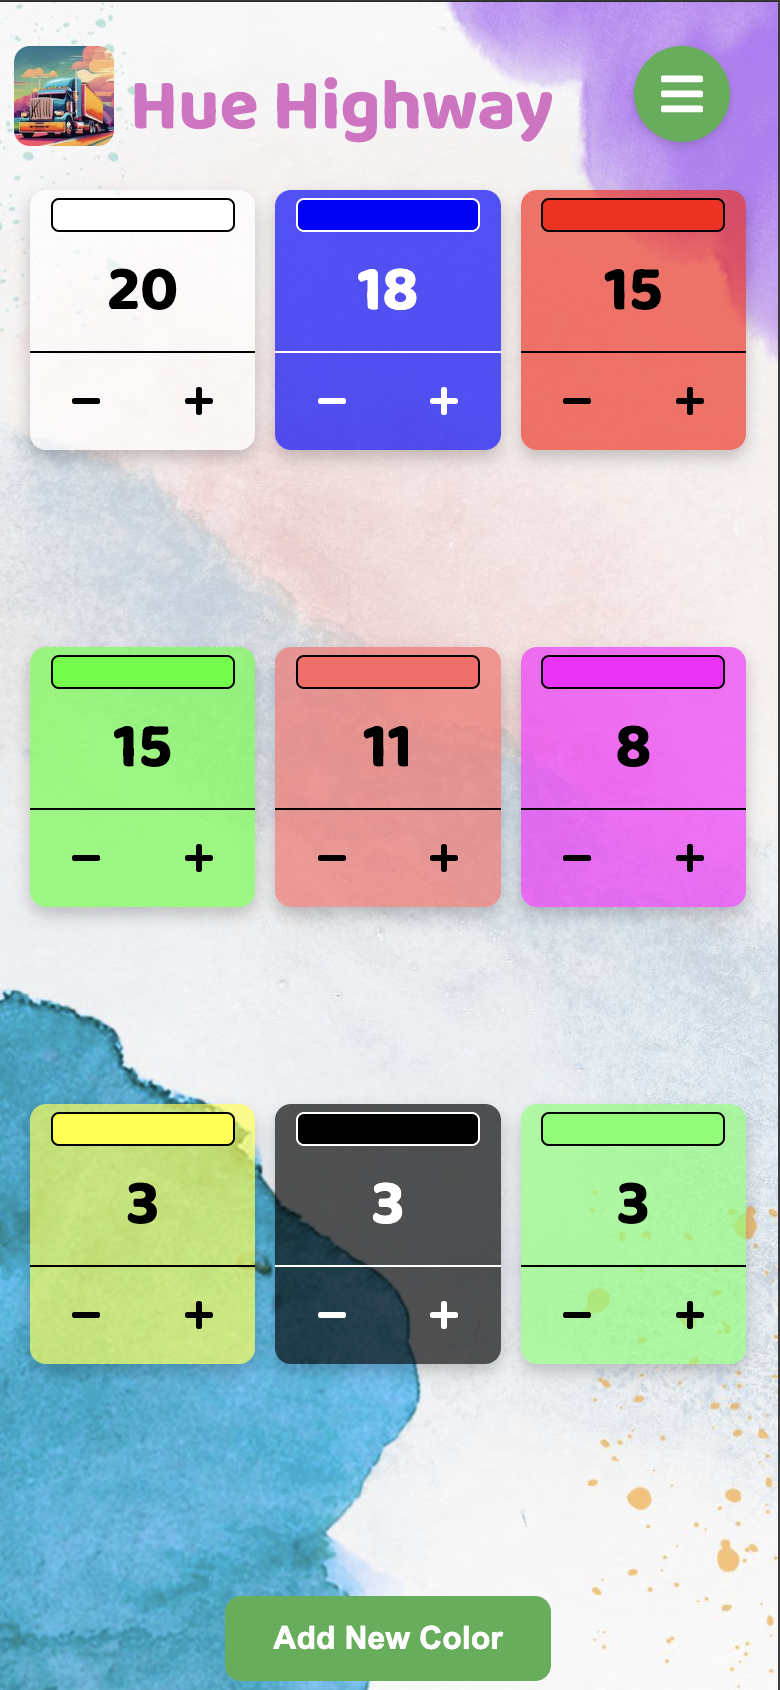 Hue Highway
20 18 15
− + − + − +
15 11 8
− + − + − +
3 3 3
− + − + − +
Add New Color